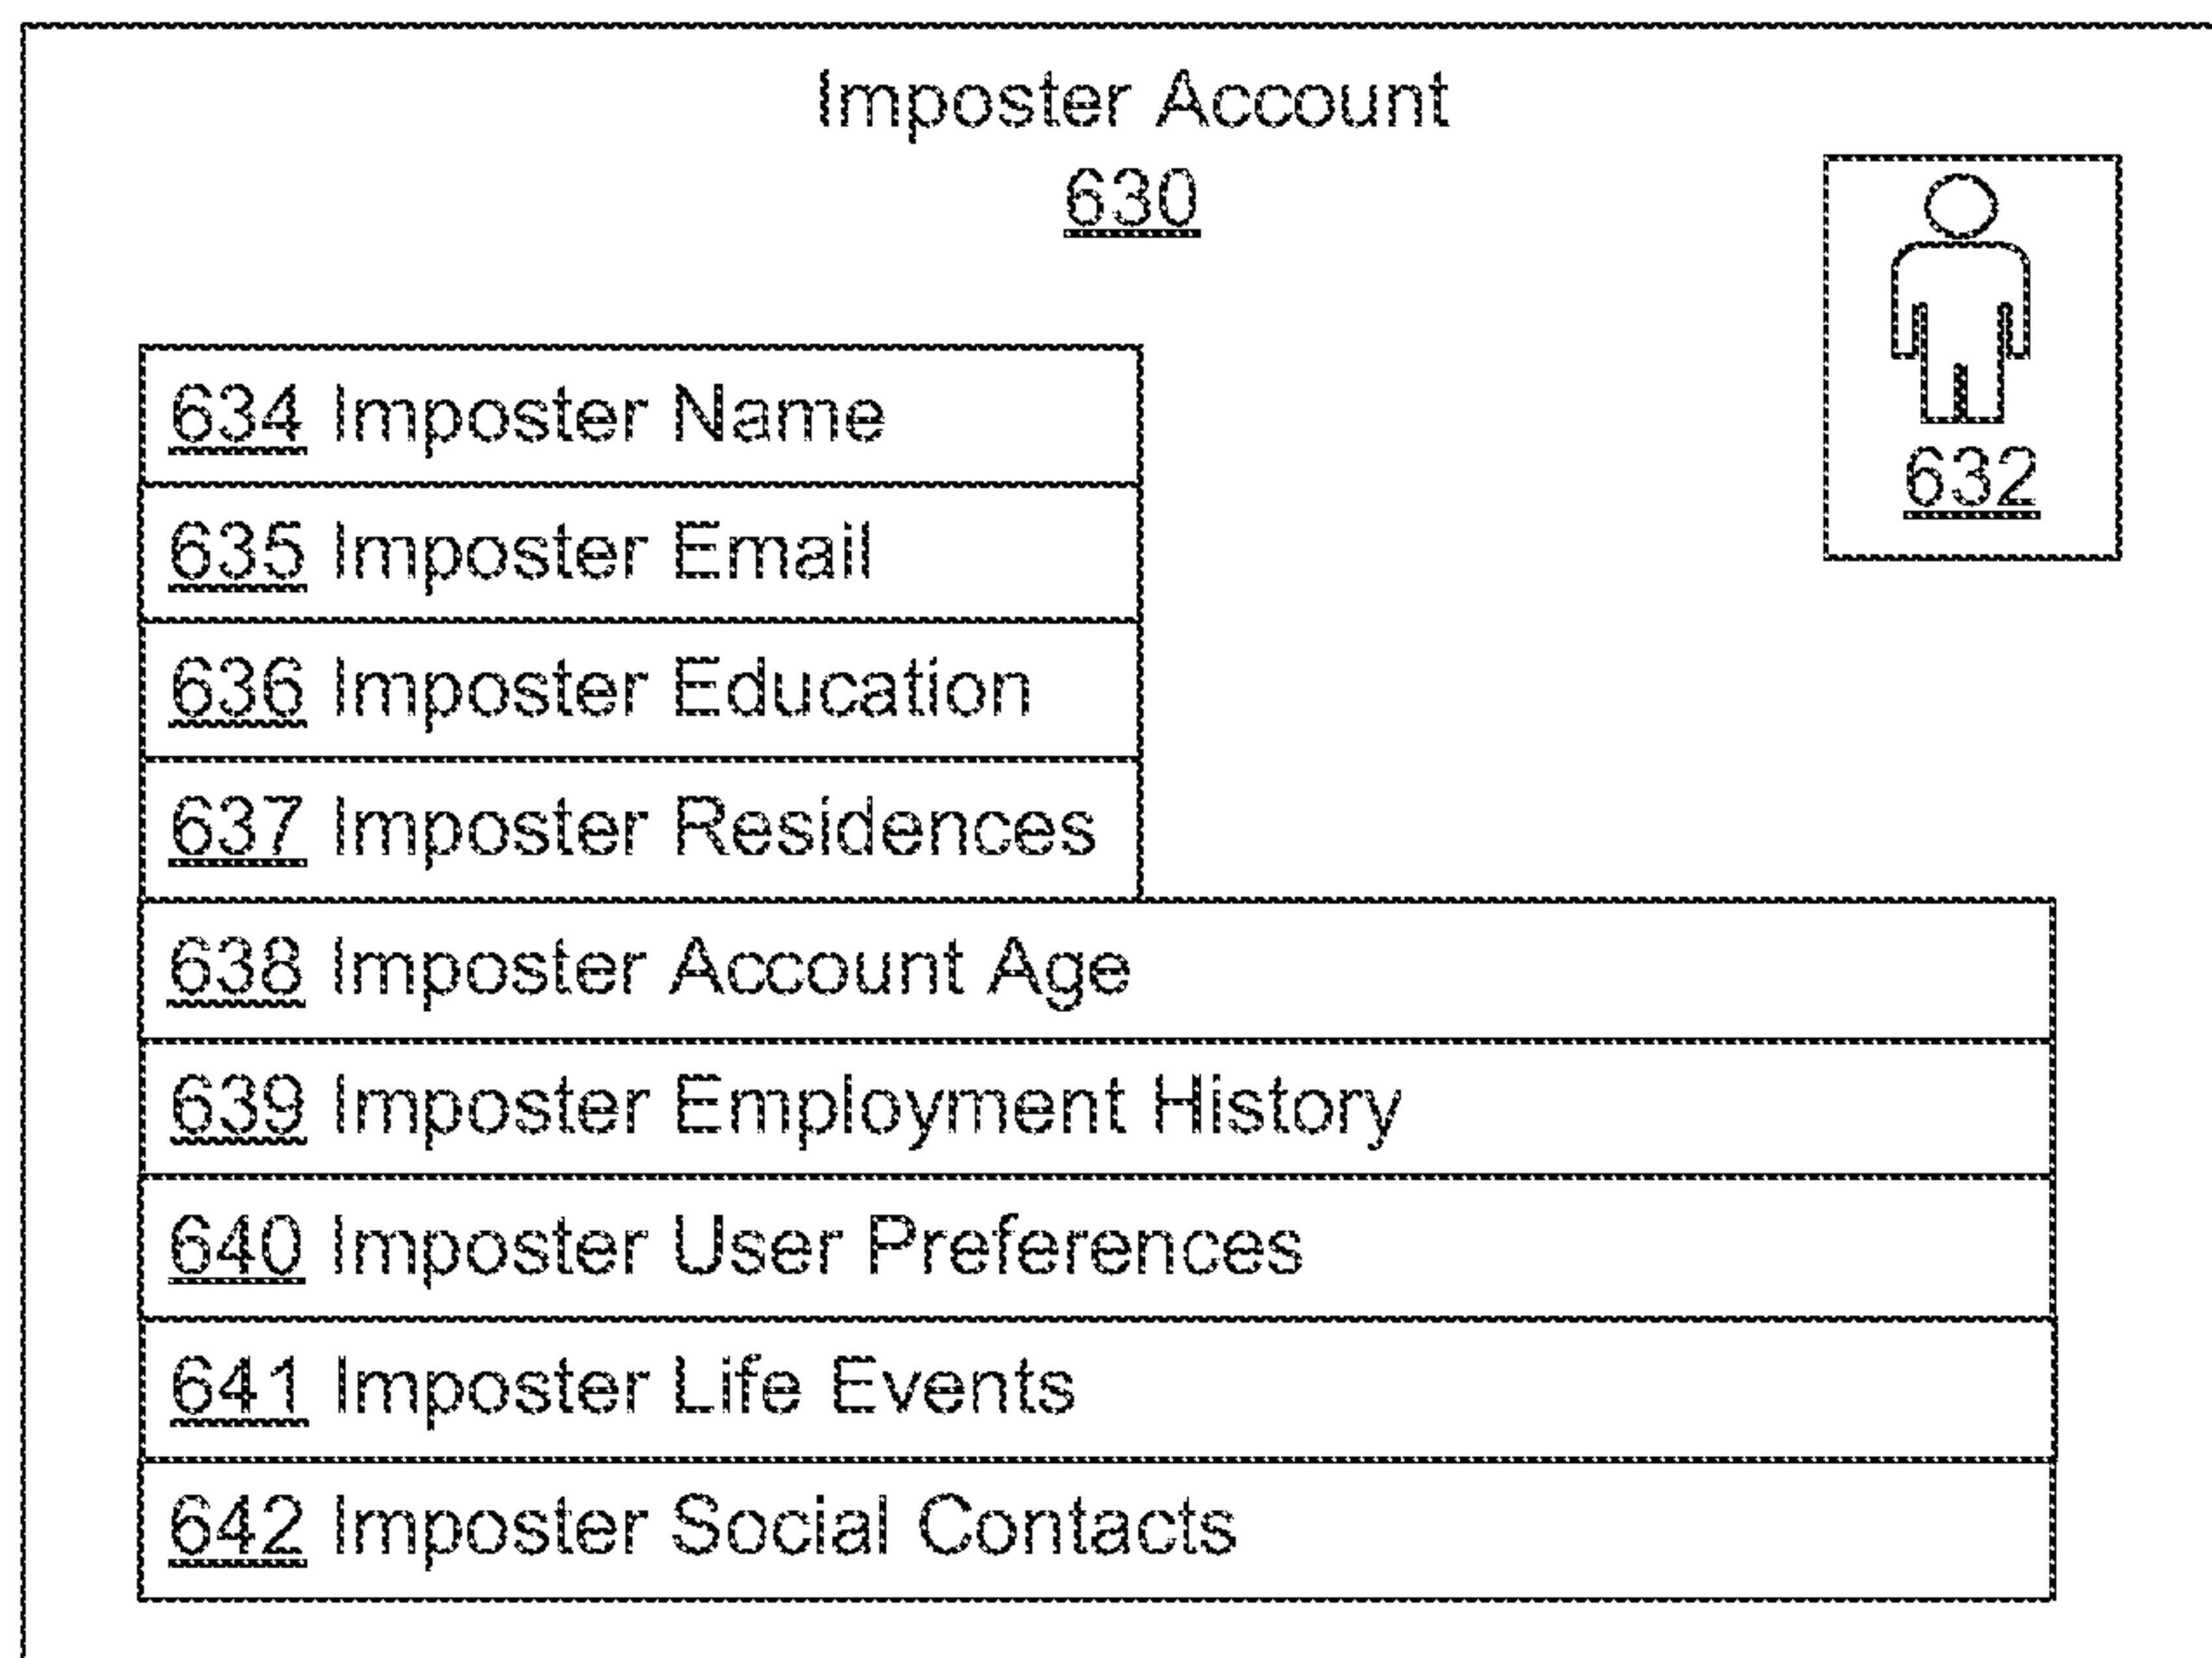 Imposter Account
630
632
634 Imposter Name
635 Imposter Email
636 Imposter Education
637 Imposter Residences
638 Imposter Account Age
639 Imposter Employment History
640 Imposter User Preferences
641 Imposter Life Events
642 Imposter Social Contacts